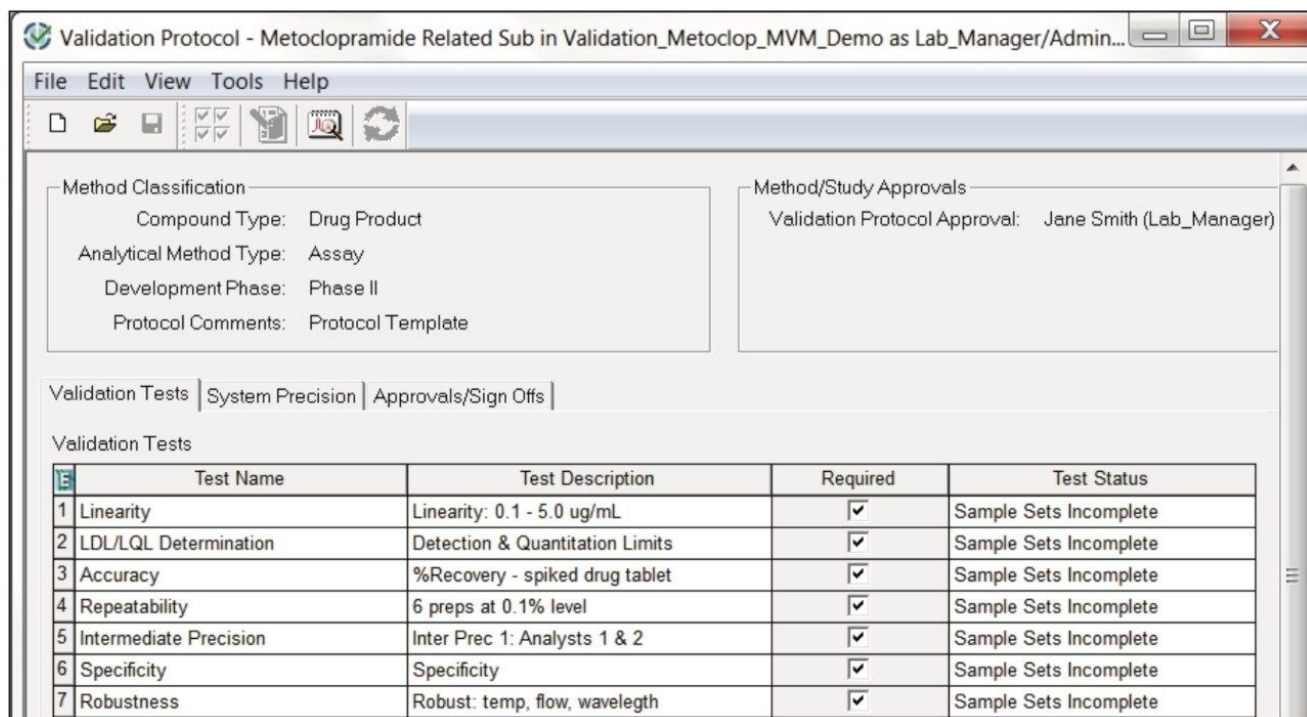 Validation Protocol - Metoclopramide Related Sub in Validation_Metoclop_MVM_Demo as Lab_Manager/Admin...
File Edit View Tools Help
Method Classification
Compound Type: Drug Product
Analytical Method Type: Assay
Development Phase: Phase II
Protocol Comments: Protocol Template
Method/Study Approvals
Validation Protocol Approval: Jane Smith (Lab_Manager)
Validation Tests System Precision Approvals/Sign Offs
Validation Tests
E Test Name Test Description Required Test Status
1 Linearity Linearity: 0.1 - 5.0 ug/mL Sample Sets Incomplete
2 LDL/LQL Determination Detection & Quantitation Limits Sample Sets Incomplete
3 Accuracy %Recovery - spiked drug tablet Sample Sets Incomplete
4 Repeatability 6 preps at 0.1% level Sample Sets Incomplete
5 Intermediate Precision Inter Prec 1: Analysts 1 & 2 Sample Sets Incomplete
6 Specificity Specificity Sample Sets Incomplete
7 Robustness Robust: temp, flow, wavelegth Sample Sets Incomplete